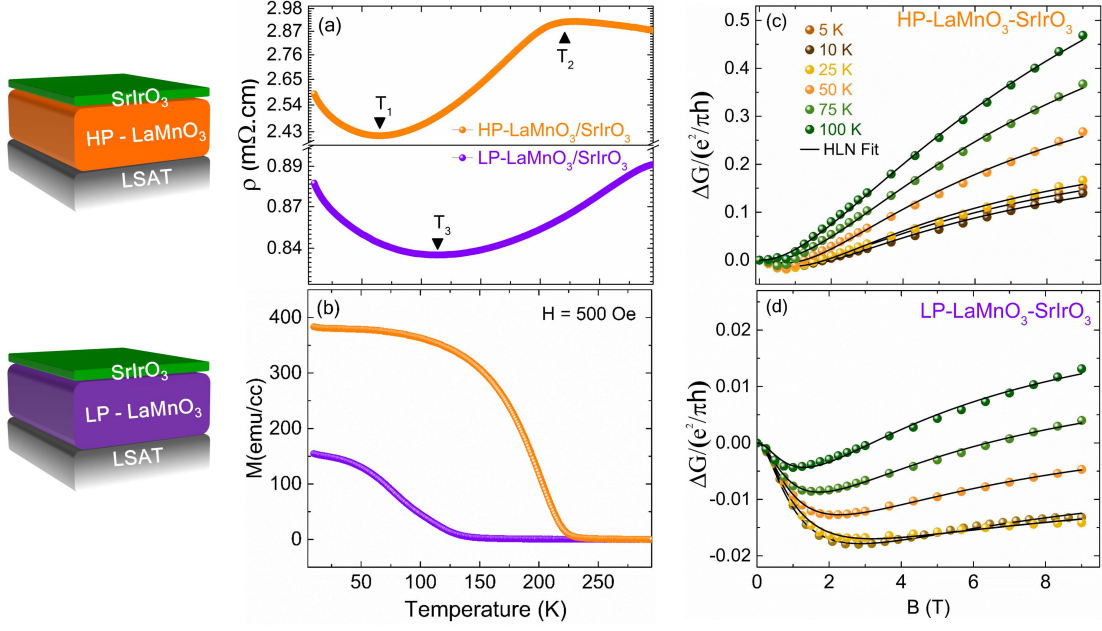 SrIrO₃
HP - LaMnO₃
LSAT
SrIrO₃
LP - LaMnO₃
LSAT
(a)
2.98
2.87
2.65
2.54
2.43
0.89
0.87
0.84
ρ (mΩ.cm)
T₁
T₂
T₃
HP-LaMnO₃/SrIrO₃
LP-LaMnO₃/SrIrO₃
(b)
H = 500 Oe
400
300
200
100
0
M(emu/cc)
50 100 150 200 250
Temperature (K)
(c)
HP-LaMnO₃-SrIrO₃
0.5
0.4
0.3
0.2
0.1
0.0
ΔG/(e²/πh)
5 K
10 K
25 K
50 K
75 K
100 K
HLN Fit
(d)
LP-LaMnO₃-SrIrO₃
0.02
0.01
0.00
-0.01
-0.02
ΔG/(e²/πh)
0 2 4 6 8
B (T)